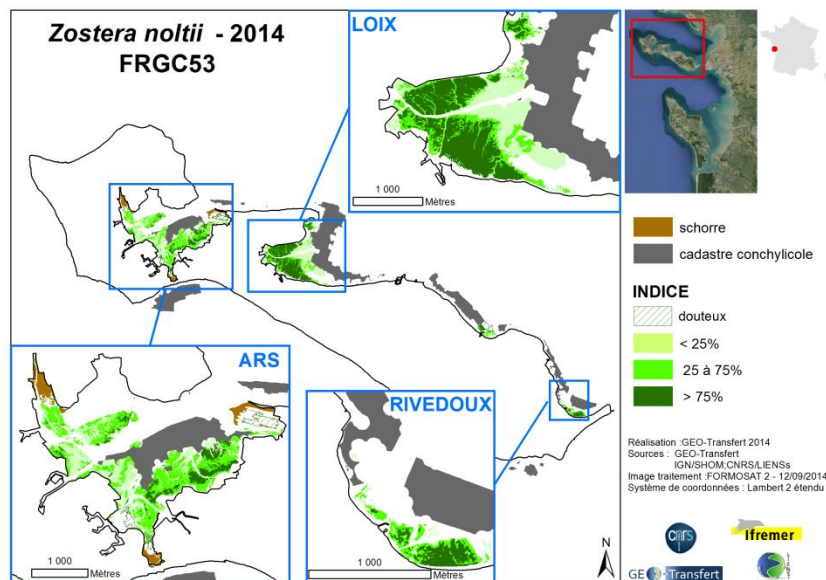 Zostera noltii - 2014
FRGC53
LOIX
1 000
Mètres
ARS
1 000
Mètres
RIVEDOUX
1 000
Mètres
N
schorre
cadastre conchylicole
INDICE
douteux
< 25%
25 à 75%
> 75%
Réalisation :GEO-Transfert 2014
Sources : GEO-Transfert
IGN/SHOM;CNRS/LIENSs
Image traitement :FORMOSAT 2 - 12/09/2014
Système de coordonnées : Lambert 2 étendu
cnrs
Ifremer
GEO-Transfert